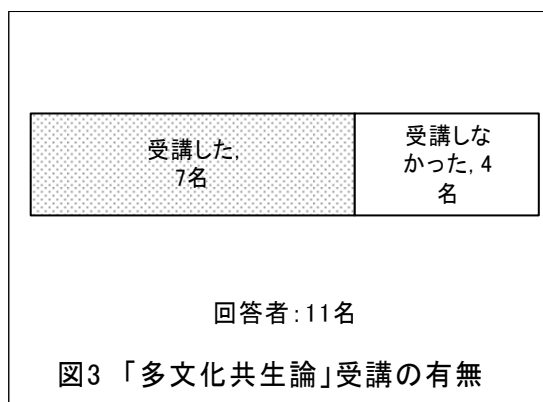 受講した,
7名
受講しな
かった, 4
名
回答者:11名
図3 「多文化共生論」受講の有無